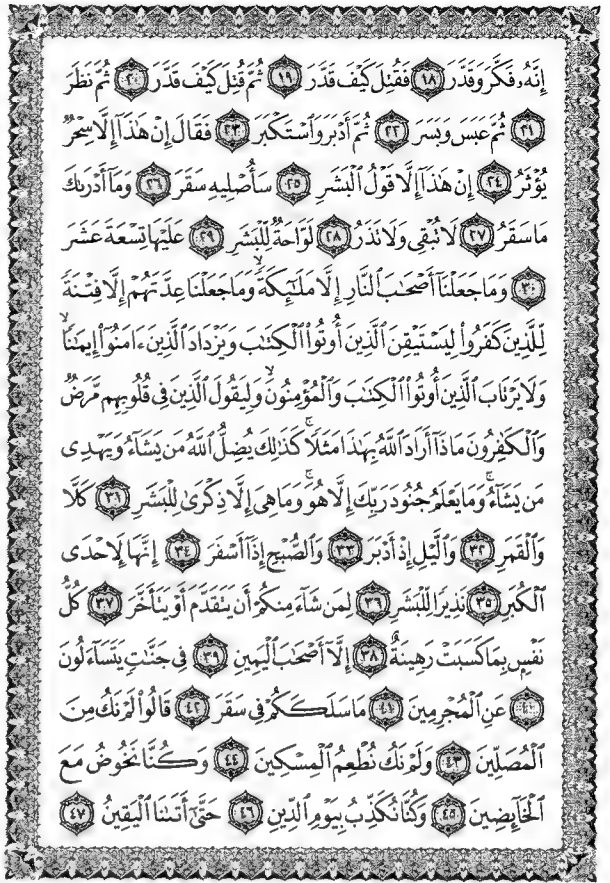 إِنَّهُۥ فَكَّرَ وَقَدَّرَ ١٨ فَقُتِلَ كَيْفَ قَدَّرَ ١٩ ثُمَّ قُتِلَ كَيْفَ قَدَّرَ ٢٠ ثُمَّ نَظَرَ
٢١ ثُمَّ عَبَسَ وَبَسَرَ ٢٢ ثُمَّ أَدْبَرَ وَٱسْتَكْبَرَ ٢٣ فَقَالَ إِنْ هَٰذَآ إِلَّا سِحْرٌ
يُؤْثَرُ ٢٤ إِنْ هَٰذَآ إِلَّا قَوْلُ ٱلْبَشَرِ ٢٥ سَأُصْلِيهِ سَقَرَ ٢٦ وَمَآ أَدْرَىٰكَ
مَا سَقَرُ ٢٧ لَا تُبْقِى وَلَا تَذَرُ ٢٨ لَوَّاحَةٌ لِّلْبَشَرِ ٢٩ عَلَيْهَا تِسْعَةَ عَشَرَ
٣٠ وَمَا جَعَلْنَآ أَصْحَٰبَ ٱلنَّارِ إِلَّا مَلَٰٓئِكَةً ۙ وَمَا جَعَلْنَا عِدَّتَهُمْ إِلَّا فِتْنَةً
لِّلَّذِينَ كَفَرُوا۟ لِيَسْتَيْقِنَ ٱلَّذِينَ أُوتُوا۟ ٱلْكِتَٰبَ وَيَزْدَادَ ٱلَّذِينَ ءَامَنُوٓا۟ إِيمَٰنًا ۙ
وَلَا يَرْتَابَ ٱلَّذِينَ أُوتُوا۟ ٱلْكِتَٰبَ وَٱلْمُؤْمِنُونَ ۙ وَلِيَقُولَ ٱلَّذِينَ فِى قُلُوبِهِم مَّرَضٌ
وَٱلْكَٰفِرُونَ مَاذَآ أَرَادَ ٱللَّهُ بِهَٰذَا مَثَلًا ۚ كَذَٰلِكَ يُضِلُّ ٱللَّهُ مَن يَشَآءُ وَيَهْدِى
مَن يَشَآءُ ۚ وَمَا يَعْلَمُ جُنُودَ رَبِّكَ إِلَّا هُوَ ۚ وَمَا هِىَ إِلَّا ذِكْرَىٰ لِلْبَشَرِ ٣١ كَلَّا
وَٱلْقَمَرِ ٣٢ وَٱلَّيْلِ إِذْ أَدْبَرَ ٣٣ وَٱلصُّبْحِ إِذَآ أَسْفَرَ ٣٤ إِنَّهَا لَإِحْدَى
ٱلْكُبَرِ ٣٥ نَذِيرًا لِّلْبَشَرِ ٣٦ لِمَن شَآءَ مِنكُمْ أَن يَتَقَدَّمَ أَوْ يَتَأَخَّرَ ٣٧ كُلُّ
نَفْسٍۭ بِمَا كَسَبَتْ رَهِينَةٌ ٣٨ إِلَّآ أَصْحَٰبَ ٱلْيَمِينِ ٣٩ فِى جَنَّٰتٍ يَتَسَآءَلُونَ
٤٠ عَنِ ٱلْمُجْرِمِينَ ٤١ مَا سَلَكَكُمْ فِى سَقَرَ ٤٢ قَالُوا۟ لَمْ نَكُ مِنَ
ٱلْمُصَلِّينَ ٤٣ وَلَمْ نَكُ نُطْعِمُ ٱلْمِسْكِينَ ٤٤ وَكُنَّا نَخُوضُ مَعَ
ٱلْخَآئِضِينَ ٤٥ وَكُنَّا نُكَذِّبُ بِيَوْمِ ٱلدِّينِ ٤٦ حَتَّىٰٓ أَتَىٰنَا ٱلْيَقِينُ ٤٧